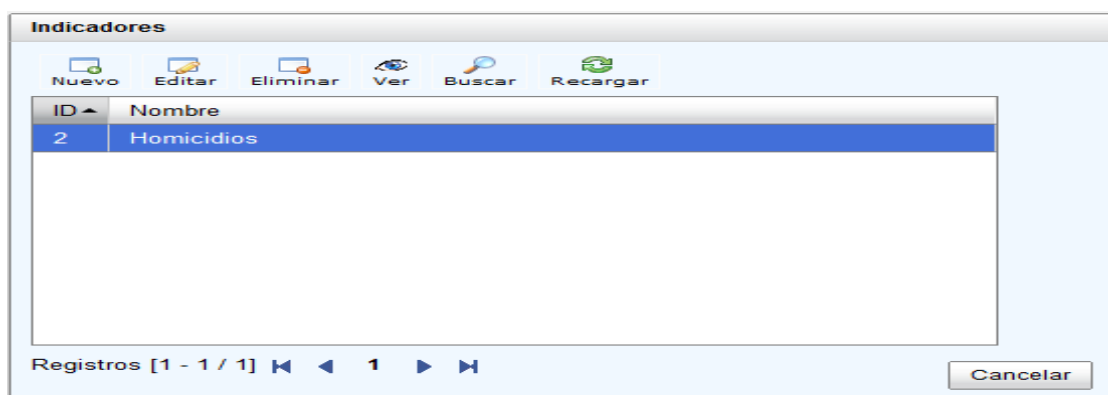 Indicadores
Nuevo Editar Eliminar Ver Buscar Recargar
ID Nombre
2 Homicidios
Registros [1 - 1 / 1] 1
Cancelar